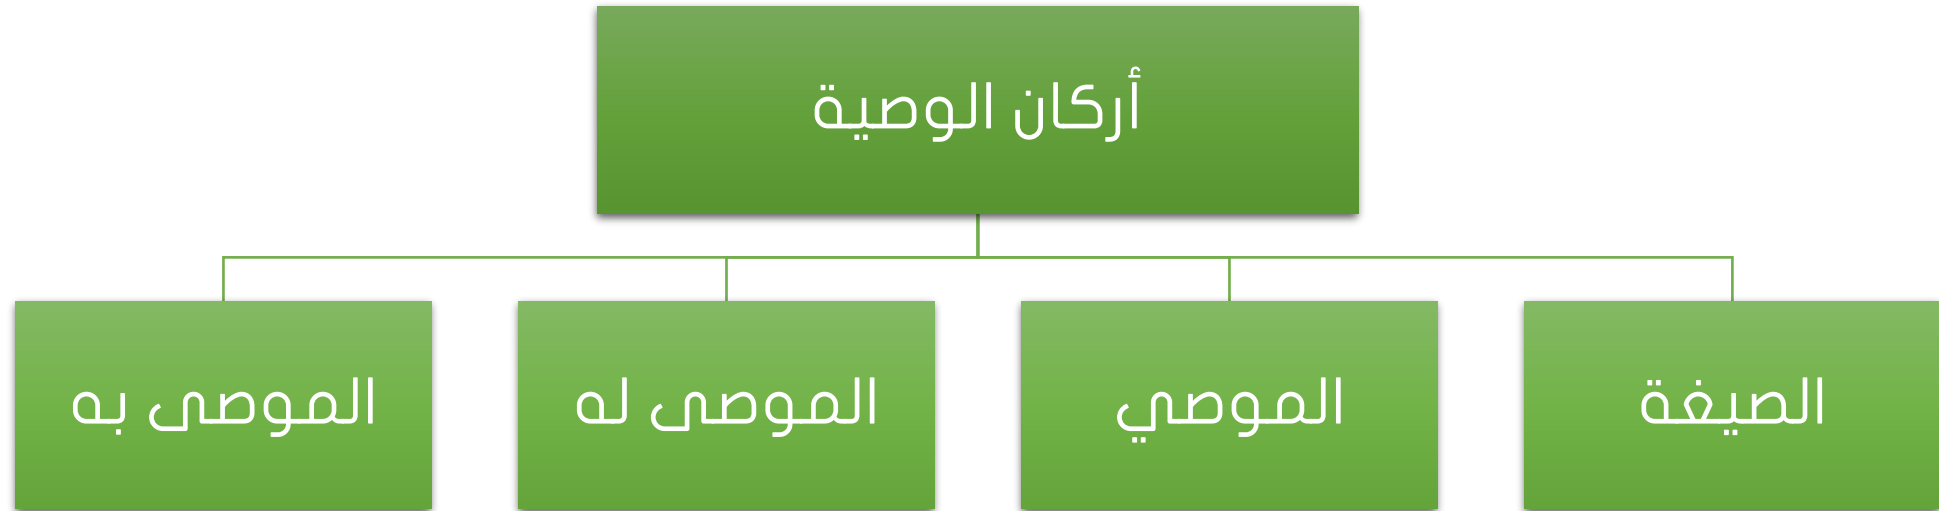 أركان الوصية
الصيغة
الموصي
الموصى له
الموصى به